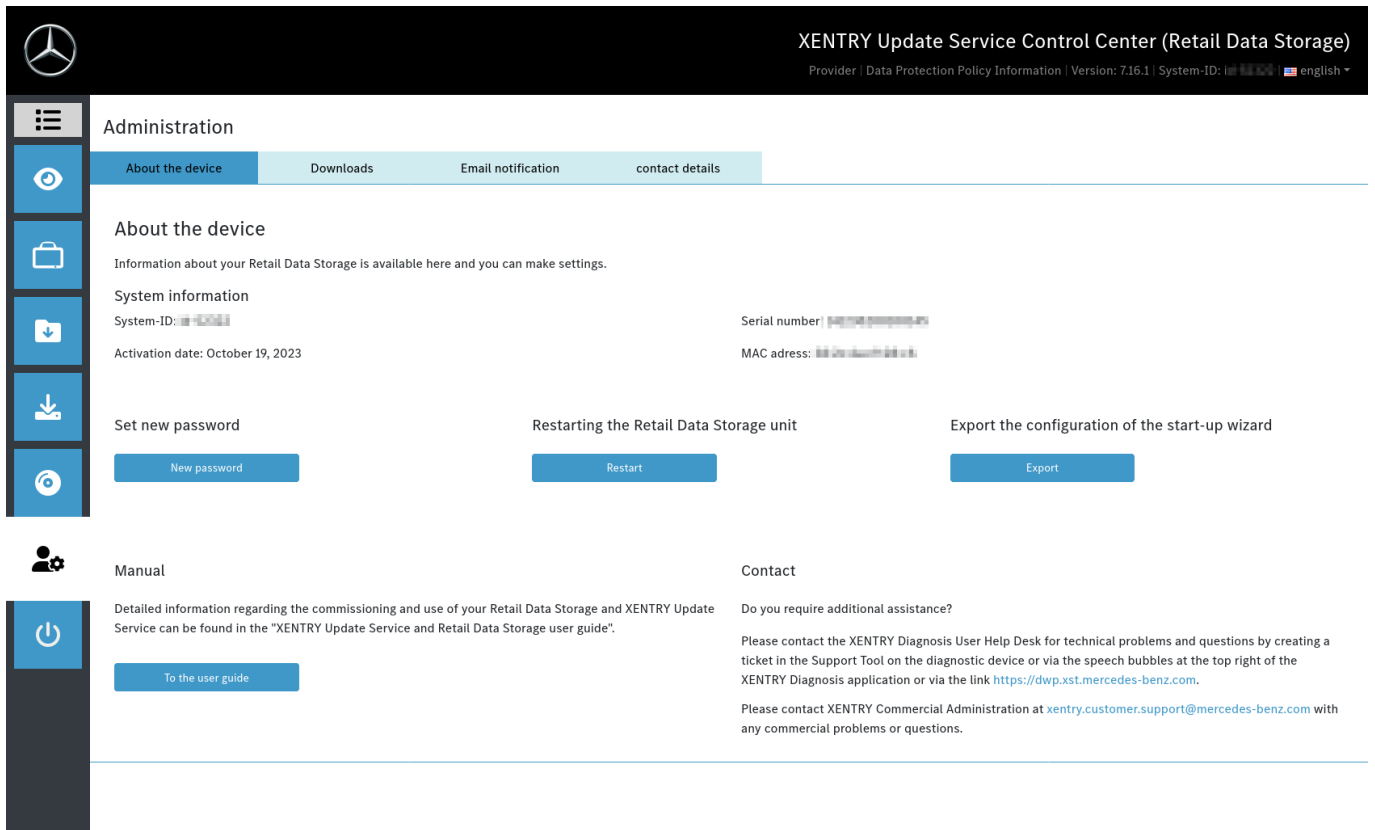 XENTRY Update Service Control Center (Retail Data Storage)
Provider | Data Protection Policy Information | Version: 7.16.1 | System-ID: | english
Administration
About the device Downloads Email notification contact details
About the device
Information about your Retail Data Storage is available here and you can make settings.
System information
System-ID: Serial number
Activation date: October 19, 2023 MAC adress:
Set new password Restarting the Retail Data Storage unit Export the configuration of the start-up wizard
New password Restart Export
Manual
Detailed information regarding the commissioning and use of your Retail Data Storage and XENTRY Update
Service can be found in the "XENTRY Update Service and Retail Data Storage user guide".
To the user guide
Contact
Do you require additional assistance?
Please contact the XENTRY Diagnosis User Help Desk for technical problems and questions by creating a
ticket in the Support Tool on the diagnostic device or via the speech bubbles at the top right of the
XENTRY Diagnosis application or via the link https://dwp.xst.mercedes-benz.com.
Please contact XENTRY Commercial Administration at xentry.customer.support@mercedes-benz.com with
any commercial problems or questions.